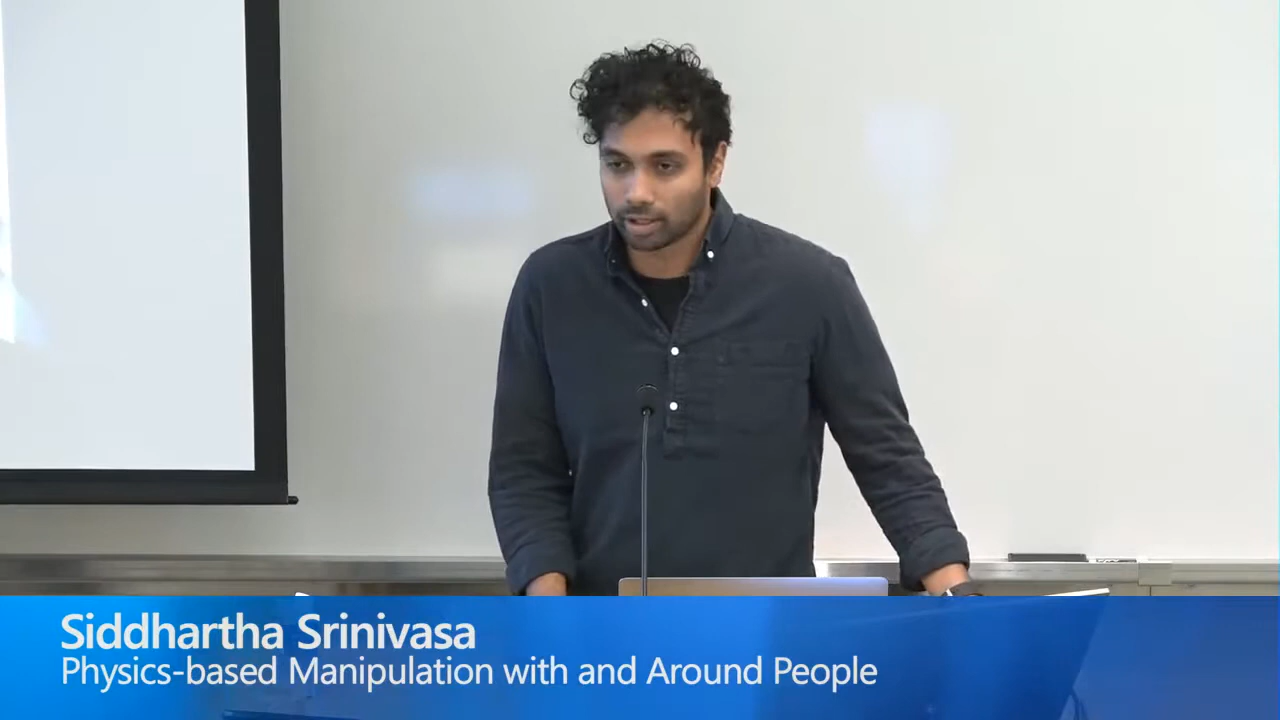 Siddhartha Srinivasa
Physics-based Manipulation with and Around People